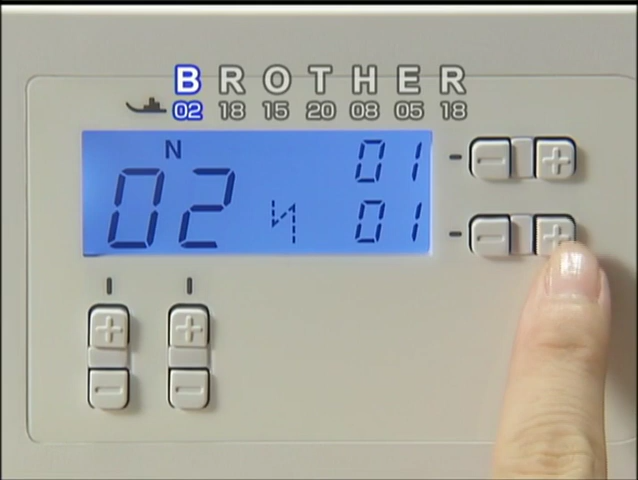 BROTHER
02 18 15 20 08 05 18
N 01
02 01
- +
- +
+ +
- -